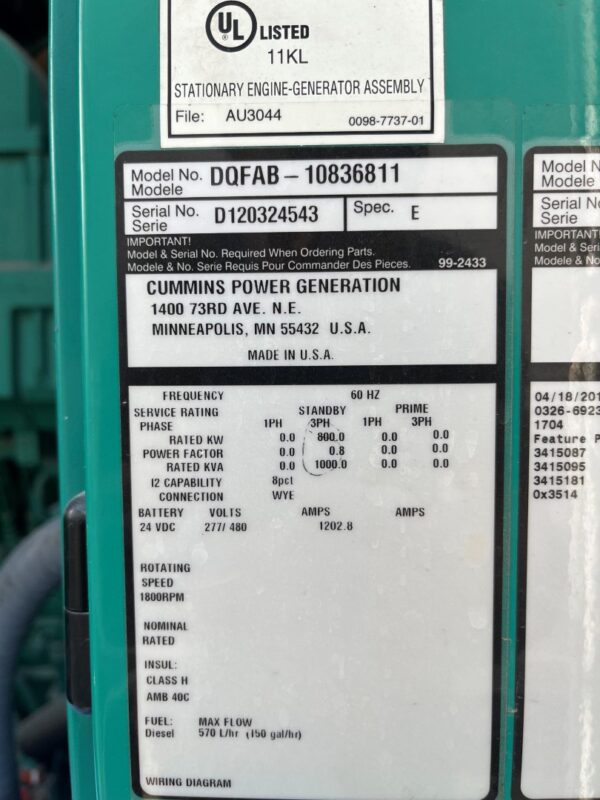 UL LISTED
11KL
STATIONARY ENGINE-GENERATOR ASSEMBLY
File: AU3044 0098-7737-01
Model No. DQFAB - 10836811
Modele
Serial No. D120324543 Spec. E
Serie
IMPORTANT!
Model & Serial No. Required When Ordering Parts.
Modele & No. Serie Requis Pour Commander Des Pieces. 99-2433
CUMMINS POWER GENERATION
1400 73RD AVE. N.E.
MINNEAPOLIS, MN 55432 U.S.A.
MADE IN U.S.A.
FREQUENCY 60 HZ
SERVICE RATING STANDBY PRIME
PHASE 1PH 3PH 1PH 3PH
RATED KW 0.0 800.0 0.0 0.0
POWER FACTOR 0.0 0.8 0.0 0.0
RATED KVA 0.0 1000.0 0.0 0.0
I2 CAPABILITY 8pct
CONNECTION WYE
BATTERY VOLTS AMPS AMPS
24 VDC 277/ 480 1202.8
ROTATING
SPEED
1800RPM
NOMINAL
RATED
INSUL:
CLASS H
AMB 40C
FUEL: MAX FLOW
Diesel 570 L/hr (150 gal/hr)
WIRING DIAGRAM
Model N
Modele
Serial No
Serie
IMPORTANT!
Model & Seri
Modele & No
04/18/201
0326-6923
1704
Feature P
3415087
3415095
3415181
0x3514